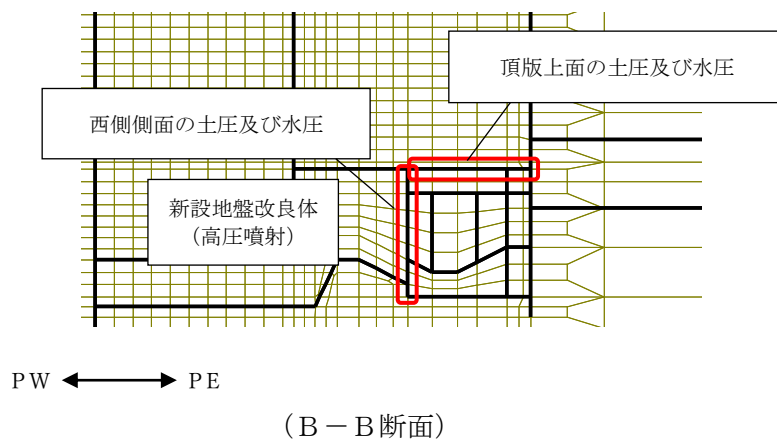 頂版上面の土圧及び水圧
西側側面の土圧及び水圧
新設地盤改良体
（高圧噴射）
PW PE
（B－B断面）